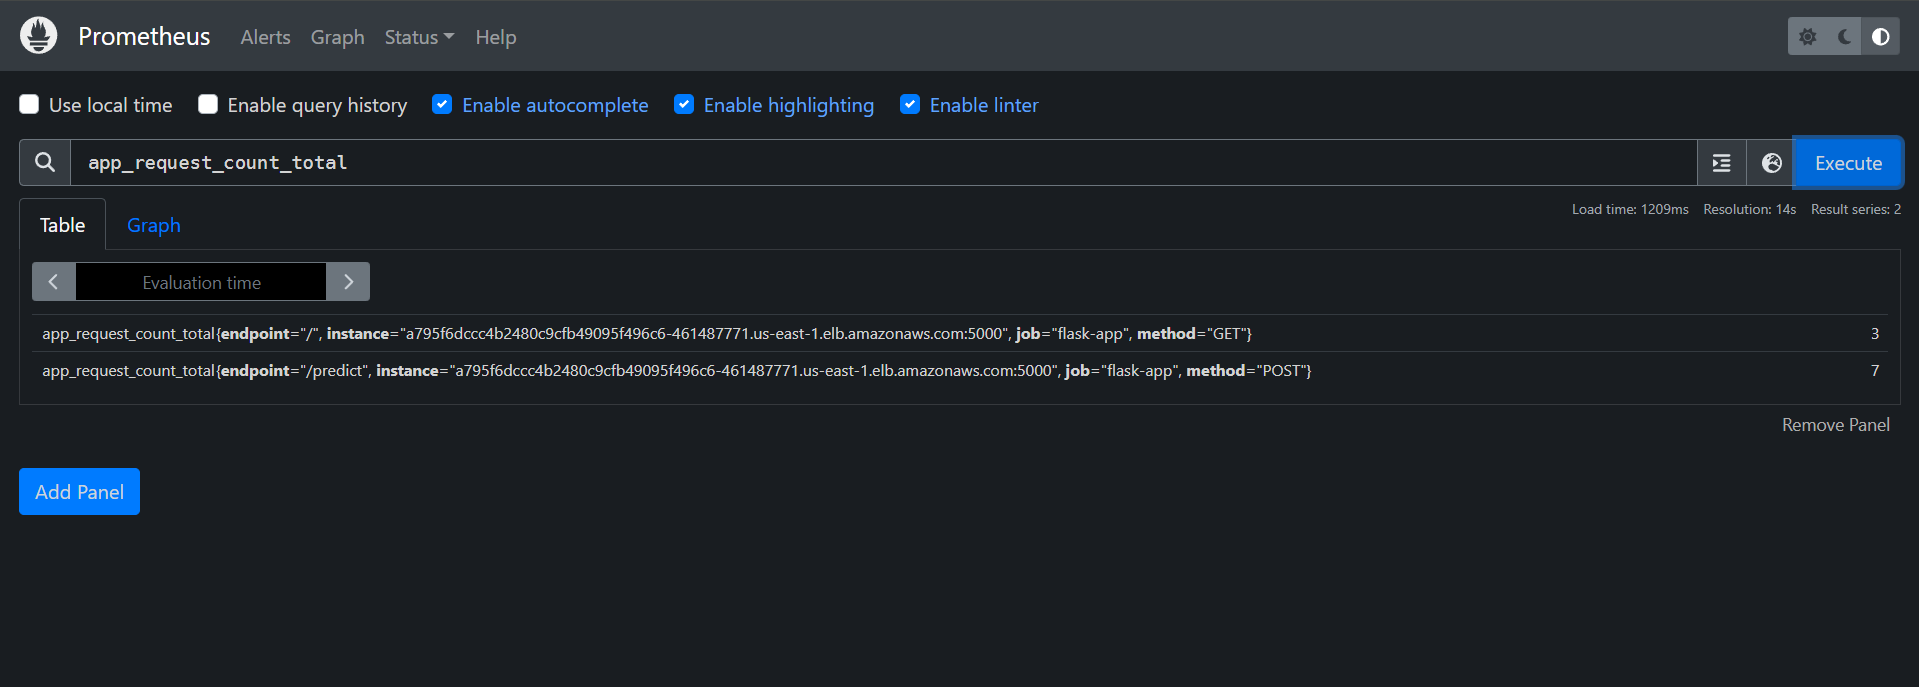 Prometheus Alerts Graph Status Help
Use local time Enable query history Enable autocomplete Enable highlighting Enable linter
app_request_count_total Execute
Table Graph Load time: 1209ms Resolution: 14s Result series: 2
Evaluation time
app_request_count_total{endpoint="/", instance="a795f6dccc4b2480c9cfb49095f496c6-461487771.us-east-1.elb.amazonaws.com:5000", job="flask-app", method="GET"} 3
app_request_count_total{endpoint="/predict", instance="a795f6dccc4b2480c9cfb49095f496c6-461487771.us-east-1.elb.amazonaws.com:5000", job="flask-app", method="POST"} 7
Remove Panel
Add Panel